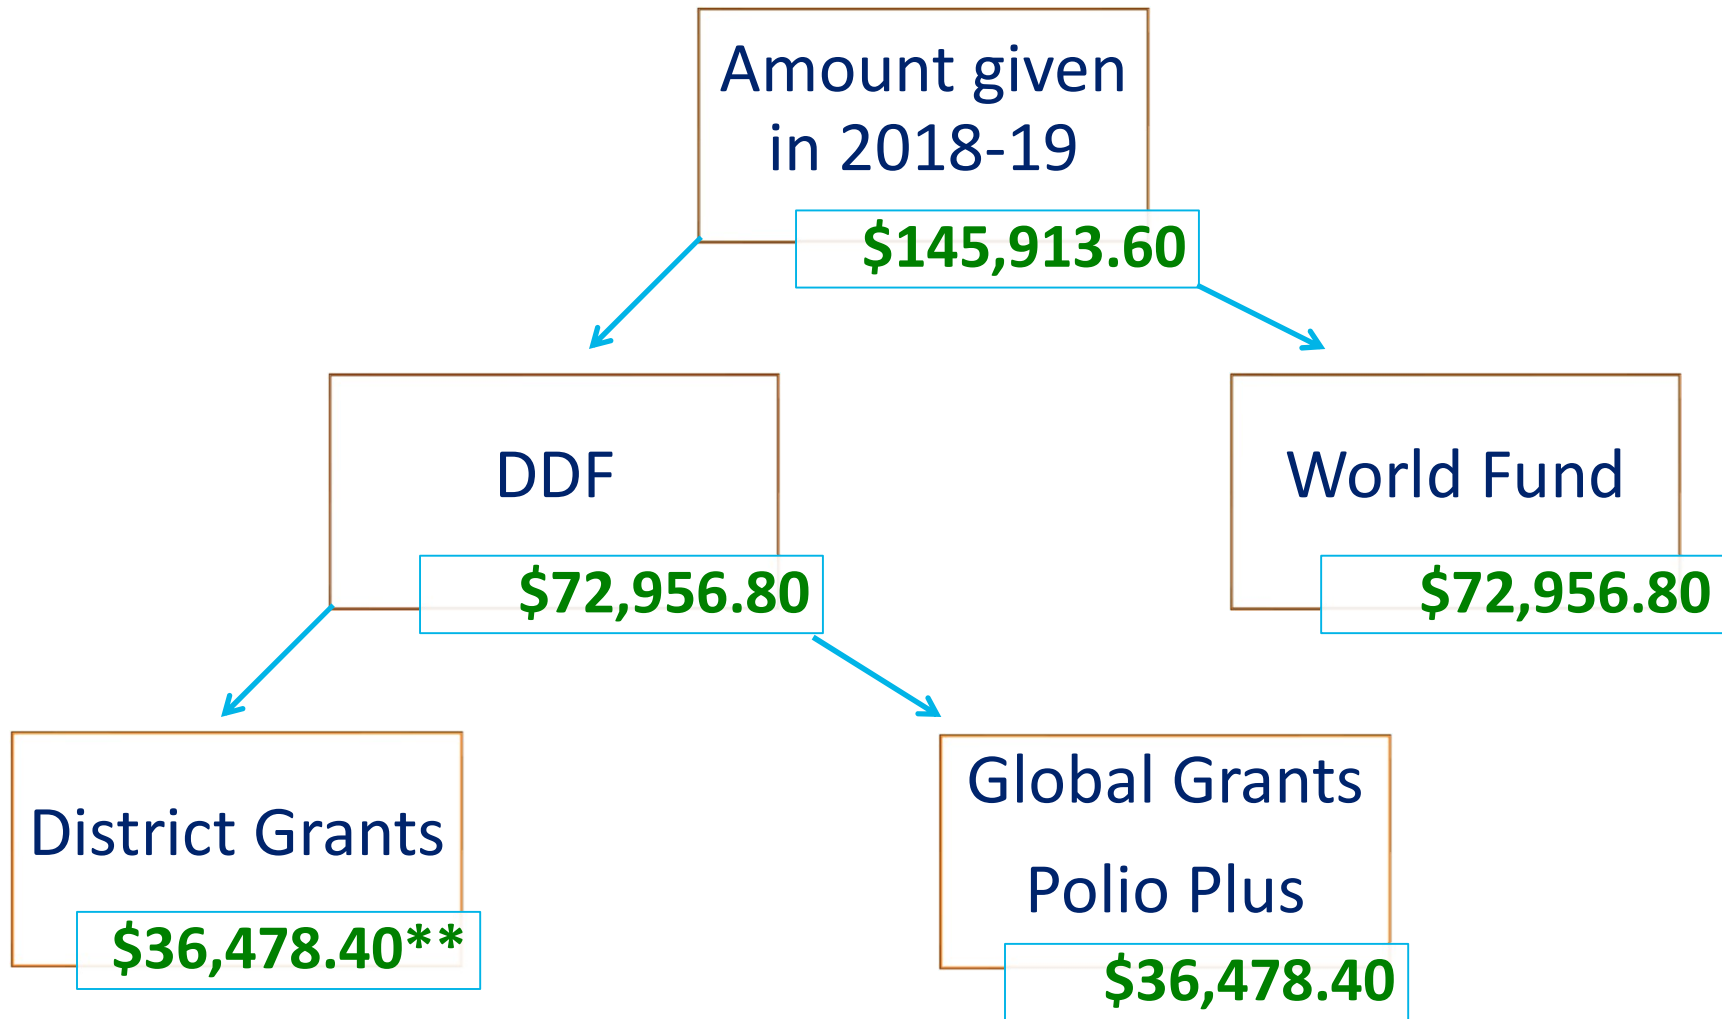 Amount given
in 2018-19
$145,913.60
DDF
$72,956.80
World Fund
$72,956.80
District Grants
$36,478.40**
Global Grants
Polio Plus
$36,478.40